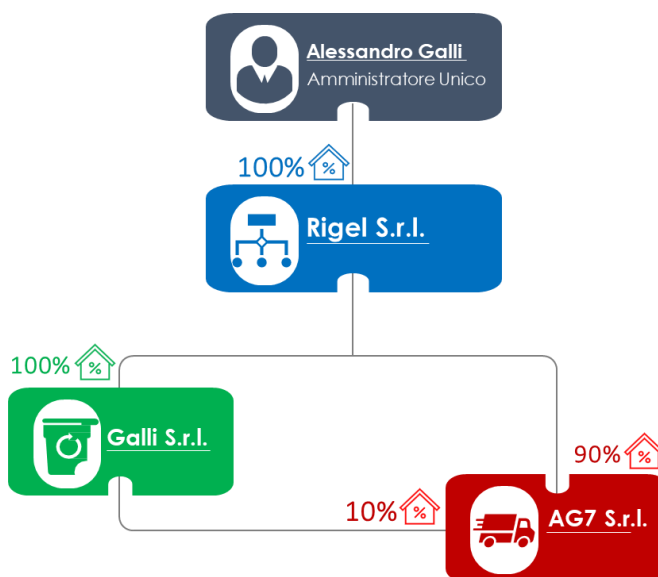 Alessandro Galli
Amministratore Unico
100% %
Rigel S.r.l.
100% %
Galli S.r.l.
90% %
10% %
AG7 S.r.l.